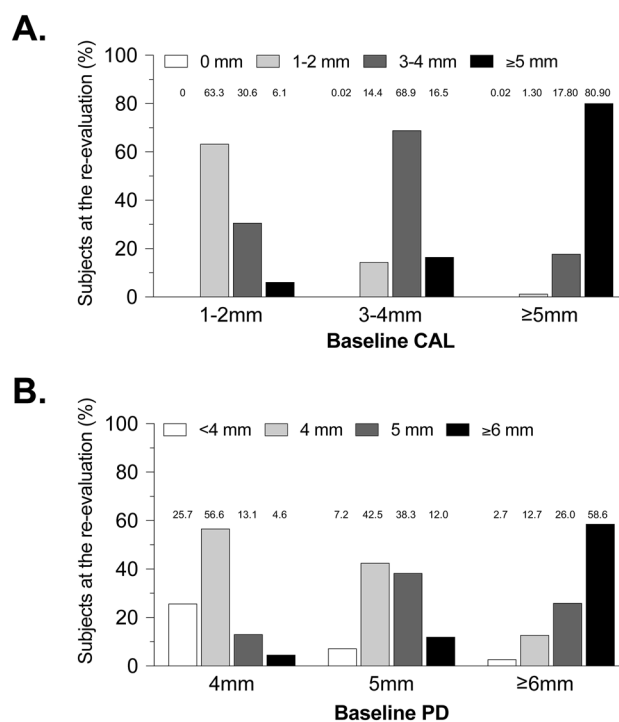 A.
0 mm 1-2 mm 3-4 mm ≥5 mm
0 63.3 30.6 6.1 0.02 14.4 68.9 16.5 0.02 1.30 17.80 80.90
Subjects at the re-evaluation (%)
100
80
60
40
20
0
1-2mm 3-4mm ≥5mm
Baseline CAL
B.
<4 mm 4 mm 5 mm ≥6 mm
25.7 56.6 13.1 4.6 7.2 42.5 38.3 12.0 2.7 12.7 26.0 58.6
Subjects at the re-evaluation (%)
100
80
60
40
20
0
4mm 5mm ≥6mm
Baseline PD